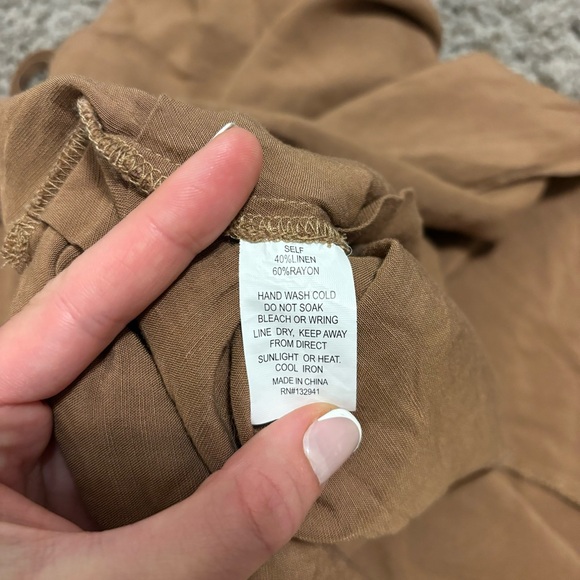 SELF
40%LINEN
60%RAYON
HAND WASH COLD
DO NOT SOAK
BLEACH OR WRING
LINE DRY, KEEP AWAY
FROM DIRECT
SUNLIGHT OR HEAT.
COOL IRON
MADE IN CHINA
RN#132941